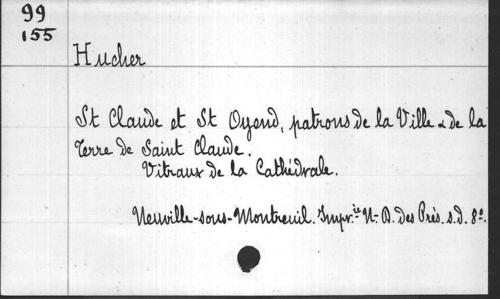 99
155
Hucher
St Claude et St Oyend, patrons de la Ville & de la
Terre de Saint Claude.
Vitraux de la Cathédrale.
Neuville-sous-Montreuil. Impr.ie N-D. des Prés. s.d. 8º.